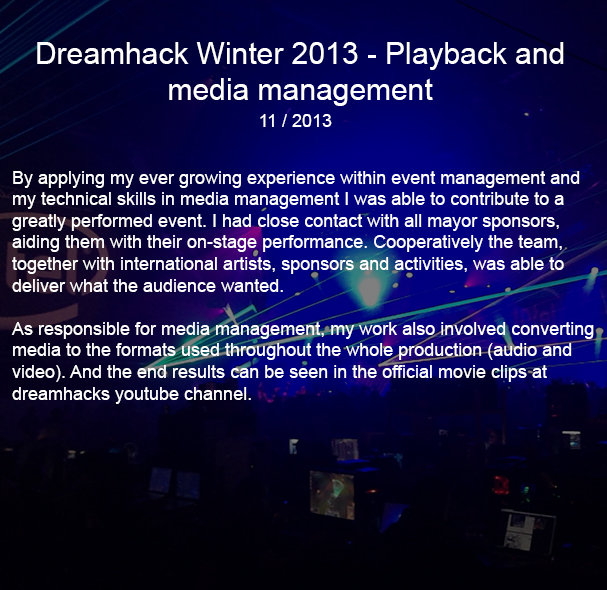 Dreamhack Winter 2013 - Playback and
media management
11 / 2013
By applying my ever growing experience within event management and
my technical skills in media management I was able to contribute to a
greatly performed event. I had close contact with all mayor sponsors,
aiding them with their on-stage performance. Cooperatively the team,
together with international artists, sponsors and activities, was able to
deliver what the audience wanted.
As responsible for media management, my work also involved converting
media to the formats used throughout the whole production (audio and
video). And the end results can be seen in the official movie clips at
dreamhacks youtube channel.